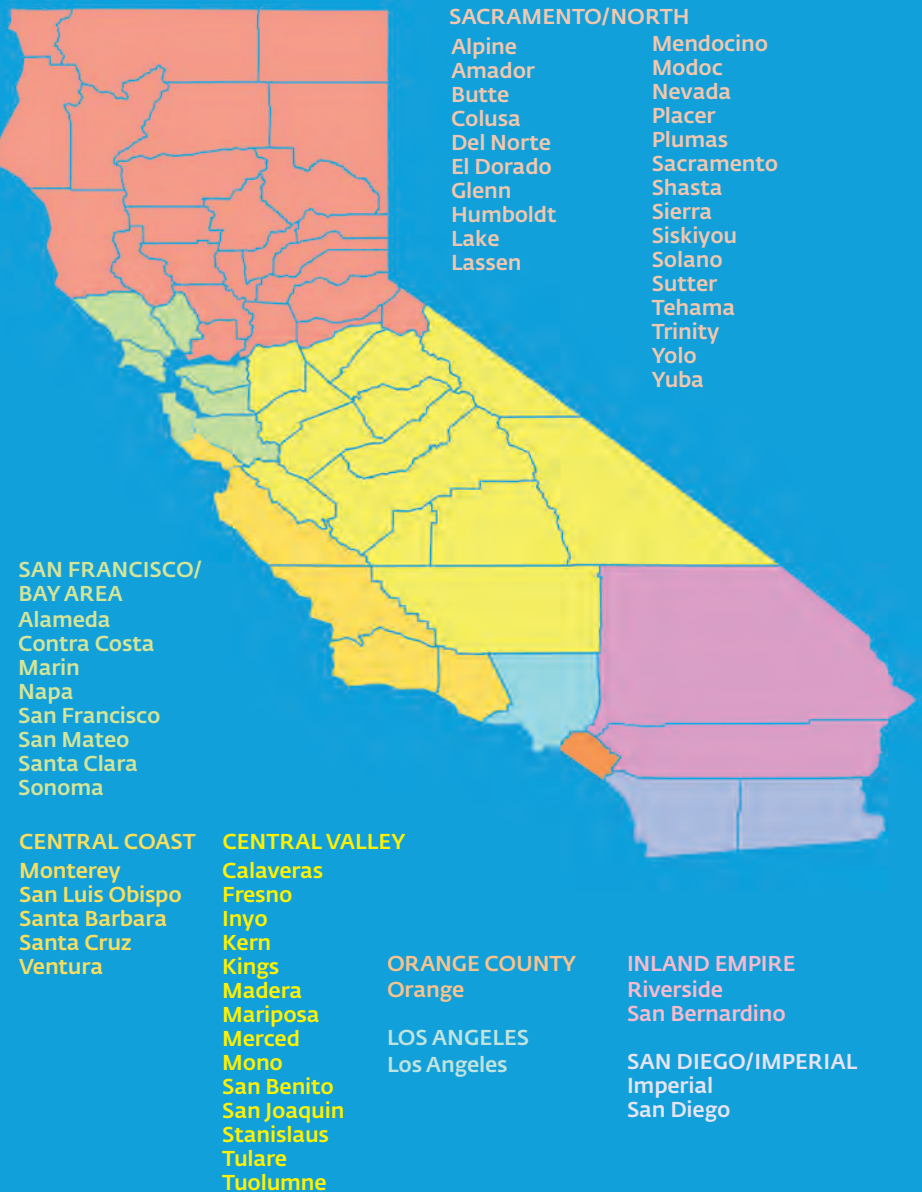 SACRAMENTO/NORTH
Alpine
Amador
Butte
Colusa
Del Norte
El Dorado
Glenn
Humboldt
Lake
Lassen
Mendocino
Modoc
Nevada
Placer
Plumas
Sacramento
Shasta
Sierra
Siskiyou
Solano
Sutter
Tehama
Trinity
Yolo
Yuba
SAN FRANCISCO/
BAY AREA
Alameda
Contra Costa
Marin
Napa
San Francisco
San Mateo
Santa Clara
Sonoma
CENTRAL COAST
Monterey
San Luis Obispo
Santa Barbara
Santa Cruz
Ventura
CENTRAL VALLEY
Calaveras
Fresno
Inyo
Kern
Kings
Madera
Mariposa
Merced
Mono
San Benito
San Joaquin
Stanislaus
Tulare
Tuolumne
ORANGE COUNTY
Orange
LOS ANGELES
Los Angeles
INLAND EMPIRE
Riverside
San Bernardino
SAN DIEGO/IMPERIAL
Imperial
San Diego